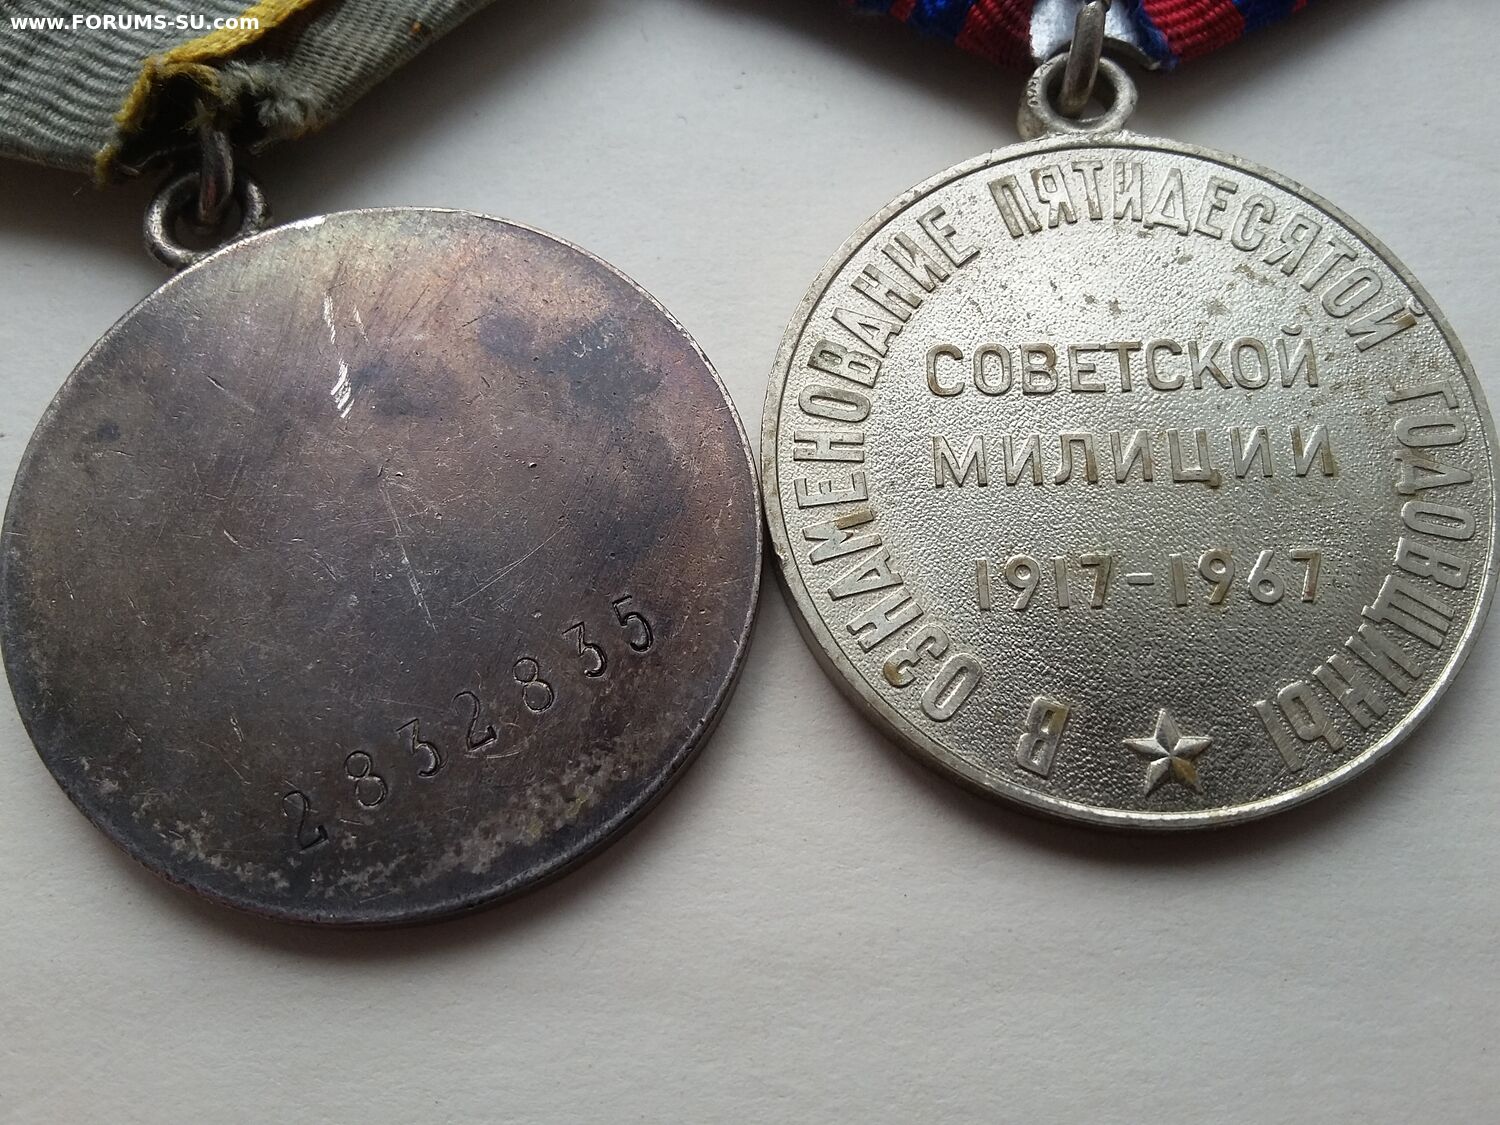 www.FORUMS-SU.com
2832835
В ОЗНАМЕНОВАНИЕ ПЯТИДЕСЯТОЙ ГОДОВЩИНЫ
СОВЕТСКОЙ
МИЛИЦИИ
1917-1967